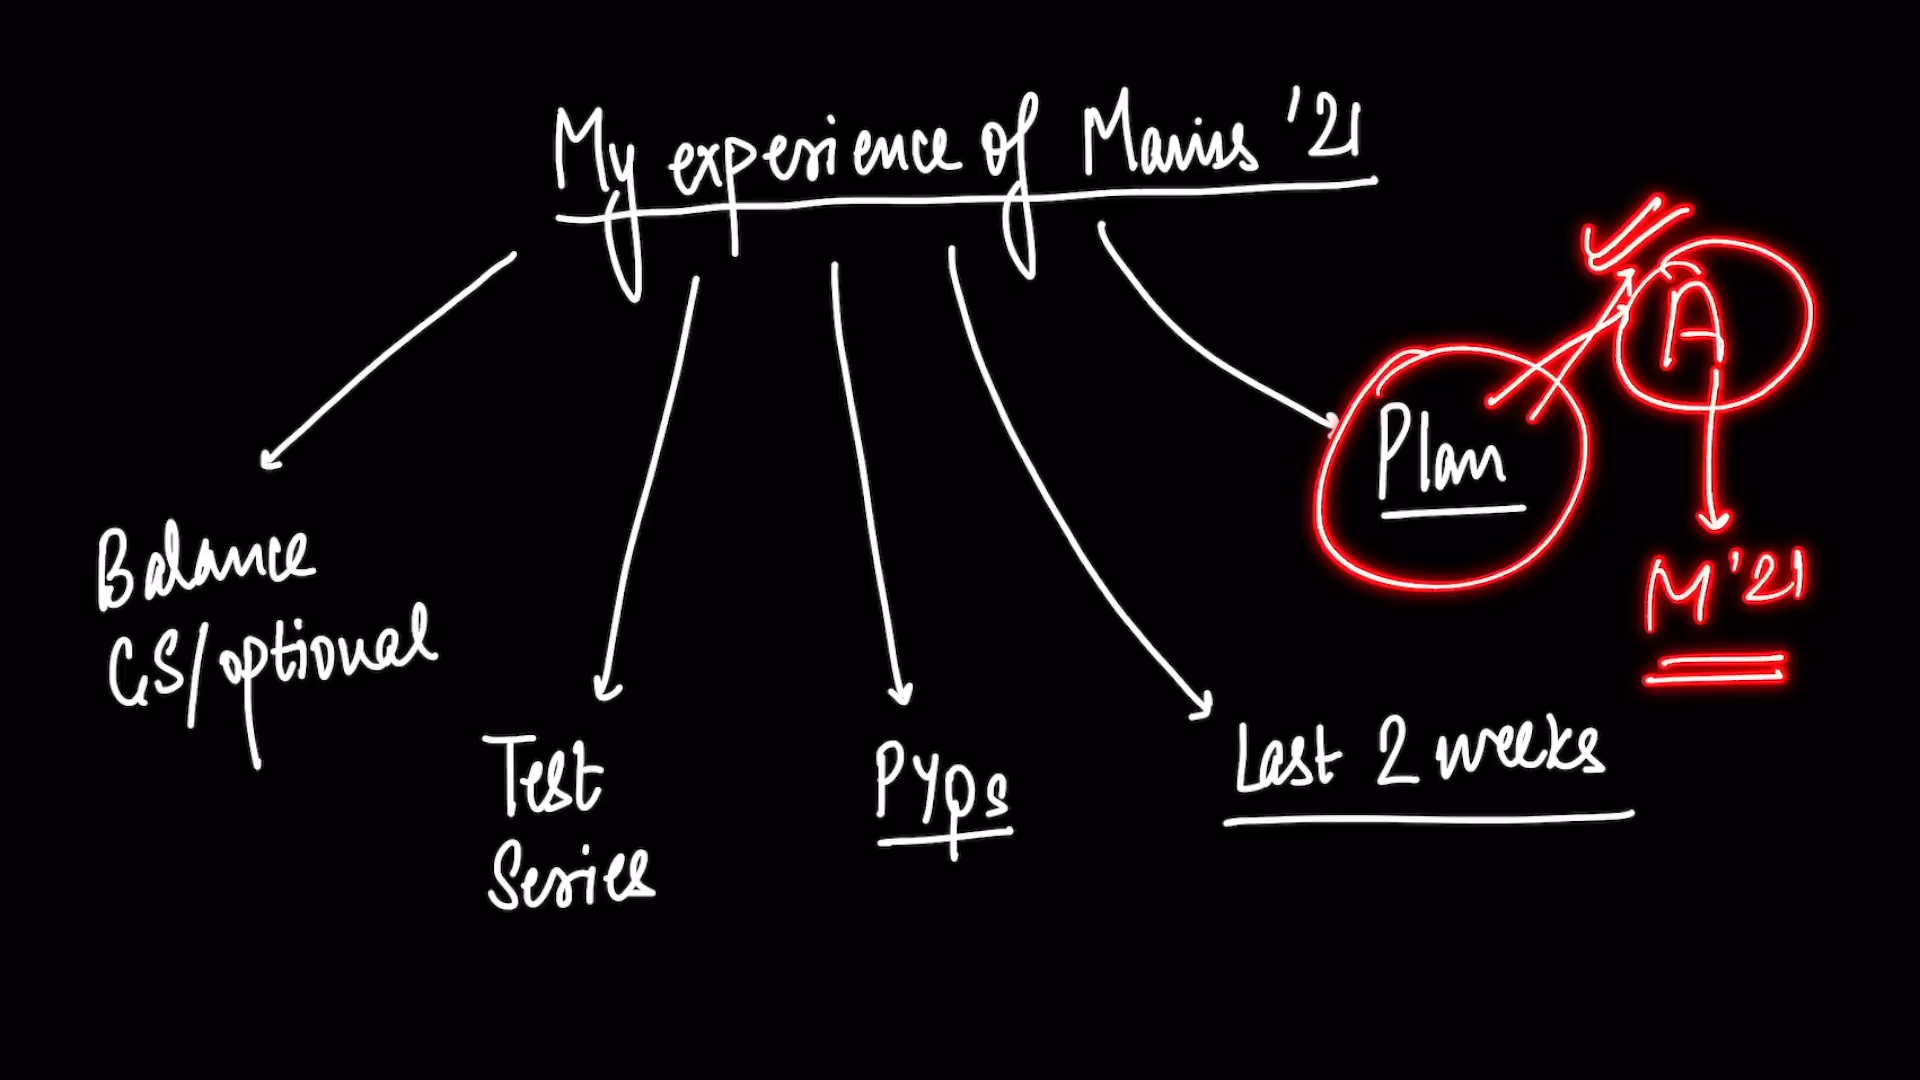 My experience of Mains '21
Plan
A
M'21
Balance
GS/optional
Test
Series
PYPs
Last 2 weeks